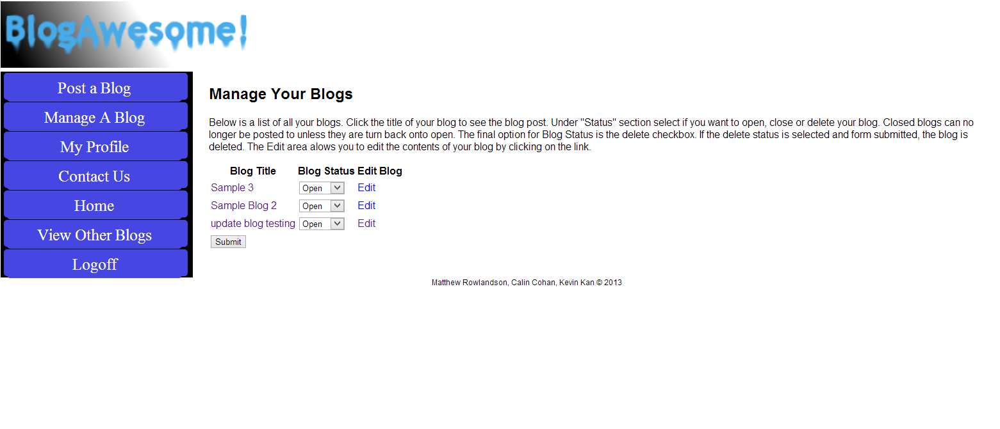 BlogAwesome!
Post a Blog
Manage A Blog
My Profile
Contact Us
Home
View Other Blogs
Logoff
Manage Your Blogs
Below is a list of all your blogs. Click the title of your blog to see the blog post. Under "Status" section select if you want to open, close or delete your blog. Closed blogs can no
longer be posted to unless they are turn back onto open. The final option for Blog Status is the delete checkbox. If the delete status is selected and form submitted, the blog is
deleted. The Edit area alows you to edit the contents of your blog by clicking on the link.
Blog Title Blog Status Edit Blog
Sample 3 Open Edit
Sample Blog 2 Open Edit
update blog testing Open Edit
Submit
Matthew Rowlandson, Calin Cohan, Kevin Kan © 2013